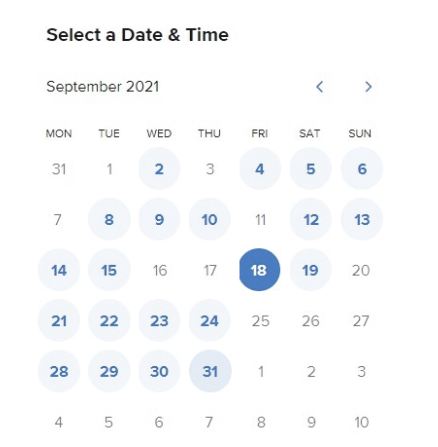 Select a Date & Time
September 2021
MON TUE WED THU FRI SAT SUN
31 1 2 3 4 5 6
7 8 9 10 11 12 13
14 15 16 17 18 19 20
21 22 23 24 25 26 27
28 29 30 31 1 2 3
4 5 6 7 8 9 10